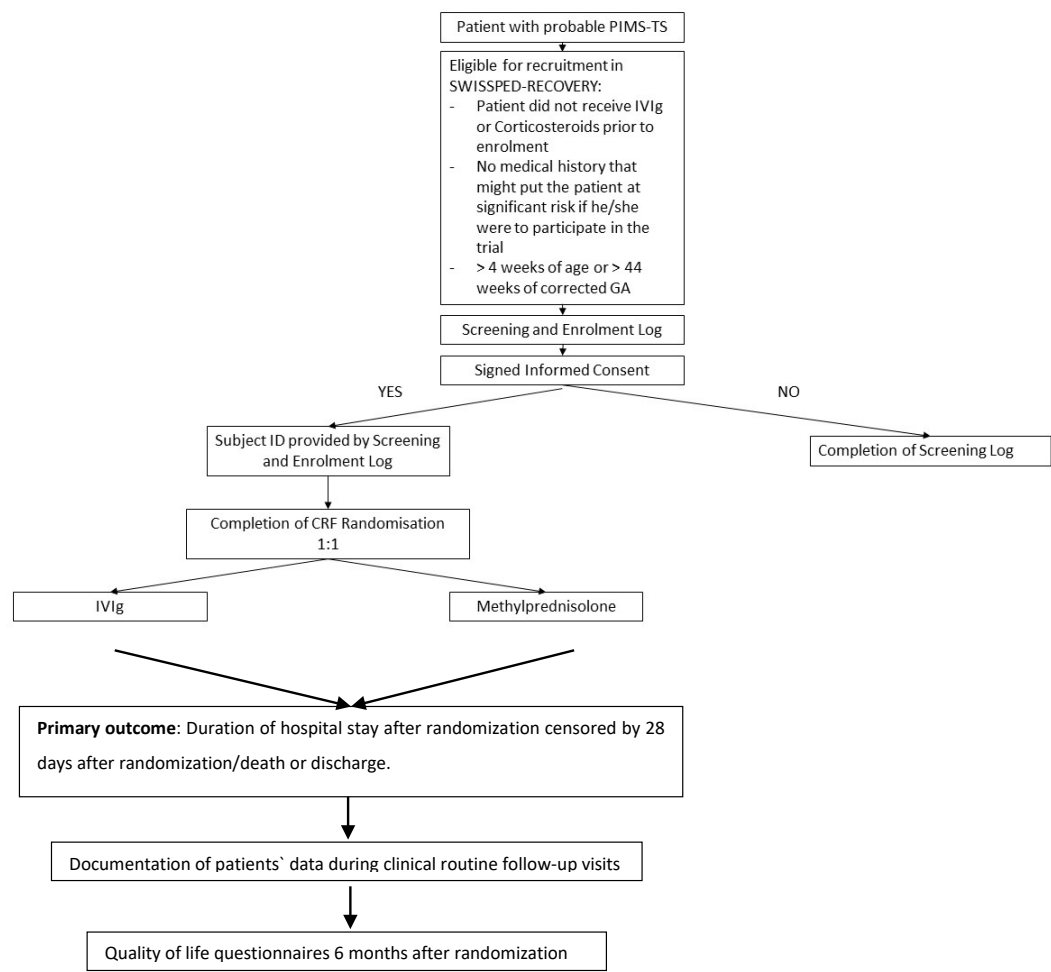 Patient with probable PIMS-TS
Eligible for recruitment in
SWISSPED-RECOVERY:
- Patient did not receive IVIg
or Corticosteroids prior to
enrolment
- No medical history that
might put the patient at
significant risk if he/she
were to participate in the
trial
- > 4 weeks of age or > 44
weeks of corrected GA
Screening and Enrolment Log
Signed Informed Consent
YES
NO
Subject ID provided by Screening
and Enrolment Log
Completion of Screening Log
Completion of CRF Randomisation
1:1
IVIg
Methylprednisolone
Primary outcome: Duration of hospital stay after randomization censored by 28
days after randomization/death or discharge.
Documentation of patients` data during clinical routine follow-up visits
Quality of life questionnaires 6 months after randomization